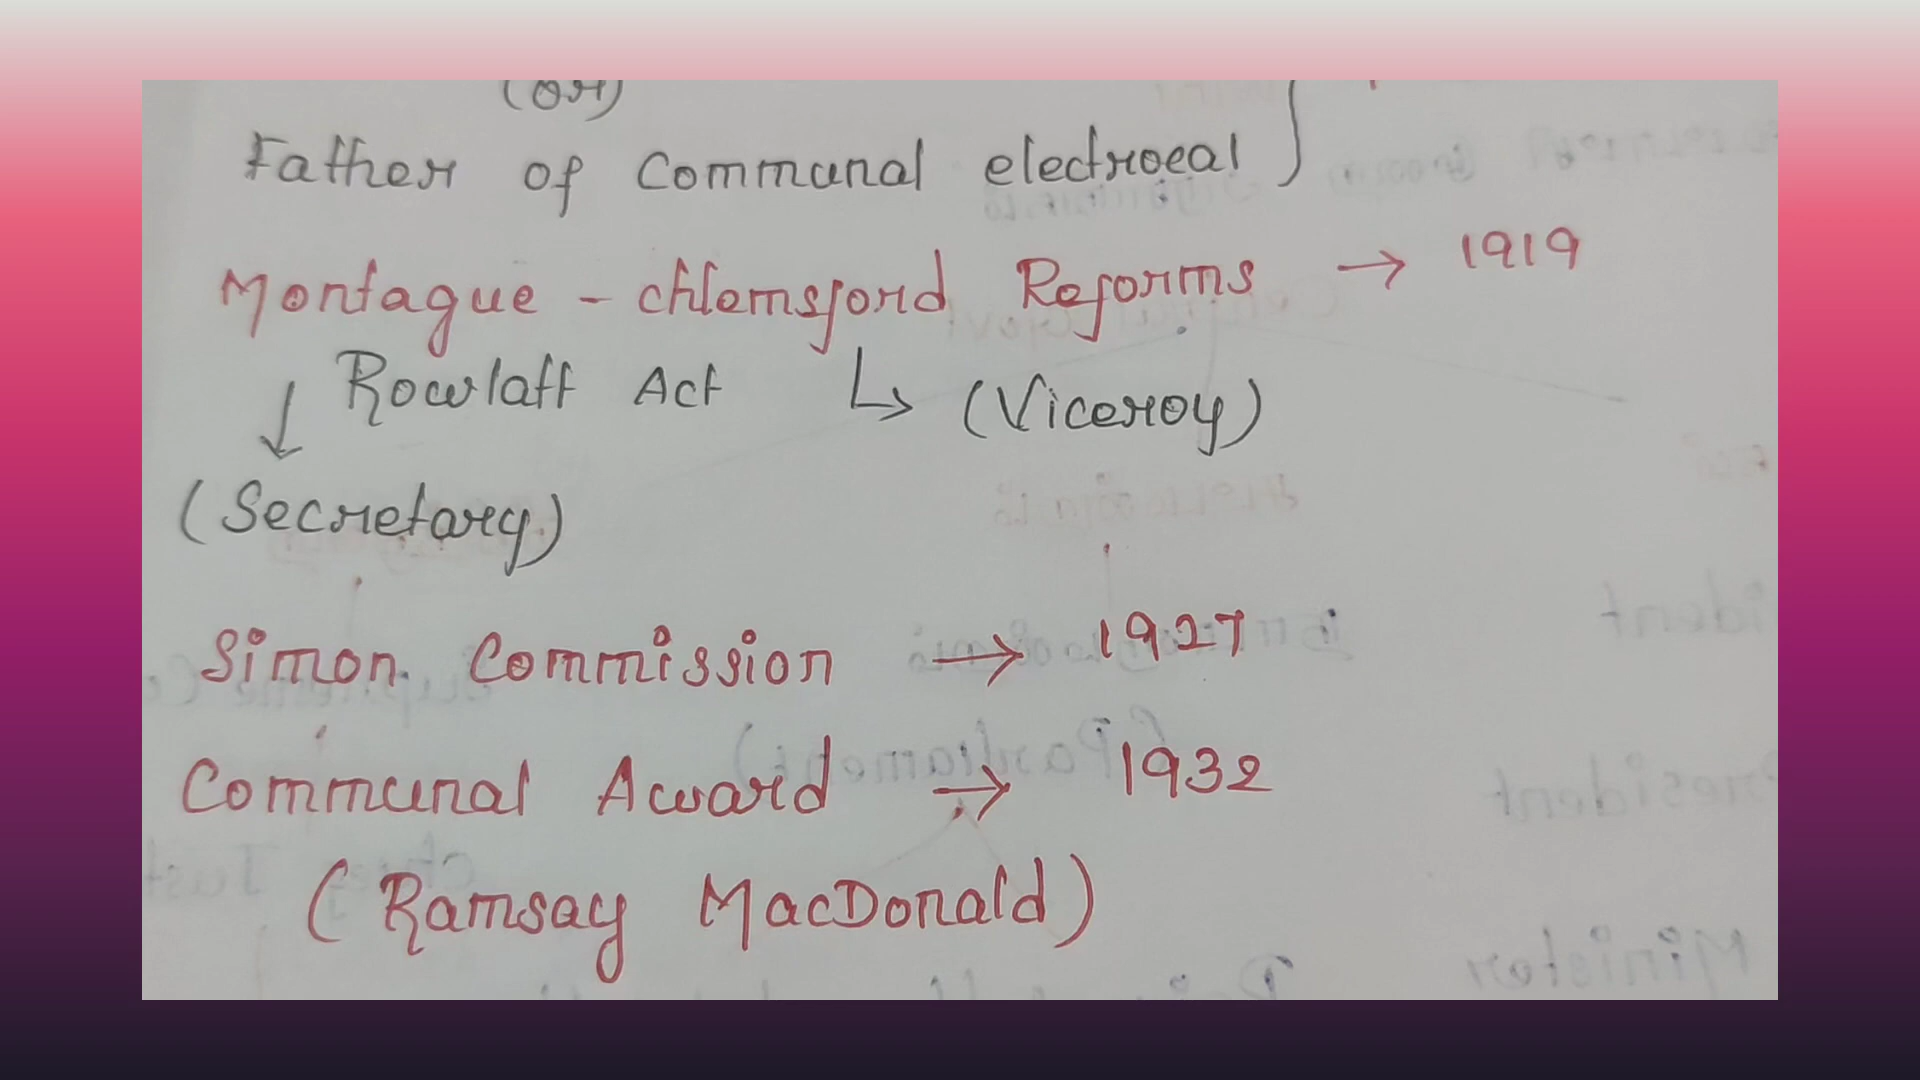 (or)
Father of Communal electroeal
Montague - chlemsford Reforms → 1919
Rowlatt Act ↳ (Viceroy)
↓
(Secretary)
Simon Commission → 1927
Communal Award → 1932
(Ramsay MacDonald)